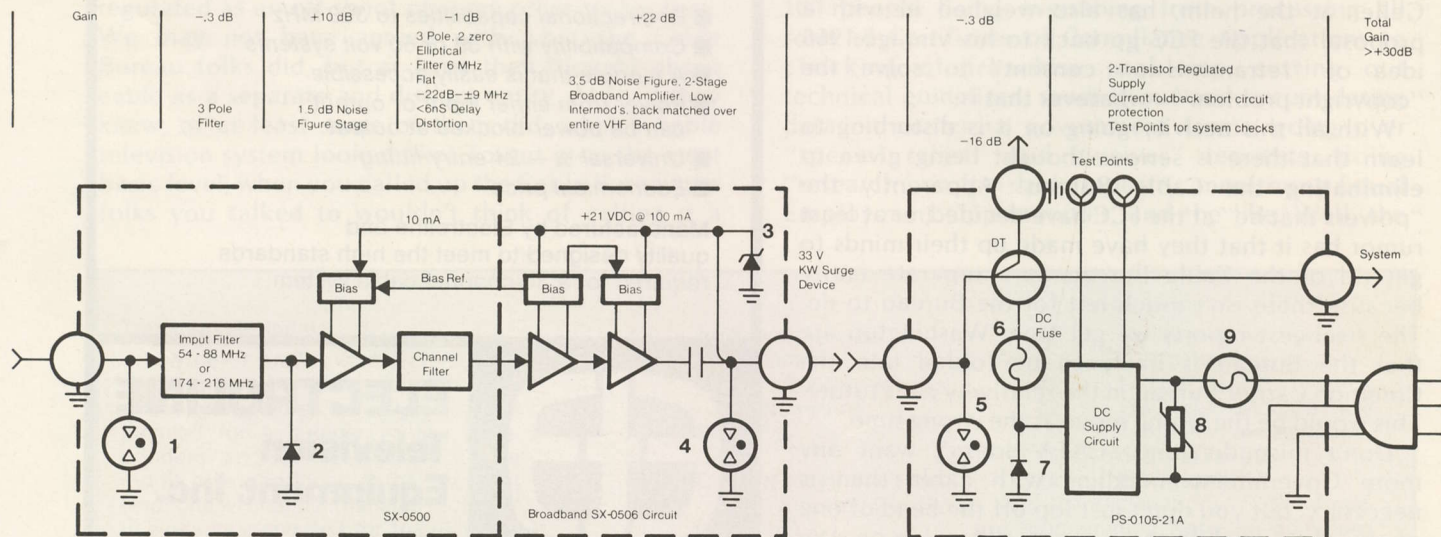 Gain
-.3 dB
+10 dB
-1 dB
+22 dB
-.3 dB
Total
Gain
>+30dB
3 Pole
Filter
1.5 dB Noise
Figure Stage
3 Pole, 2 zero
Elliptical
Filter 6 MHz
Flat
-22dB-±9 MHz
<6nS Delay
Distortion
3.5 dB Noise Figure, 2-Stage
Broadband Amplifier. Low
Intermod's, back matched over
entire VHF Band
2-Transistor Regulated
Supply
Current foldback short circuit
protection
Test Points for system checks
-16 dB
Test Points
10 mA
+21 VDC @ 100 mA
3
33 V
KW Surge
Device
Bias
Bias Ref.
Bias
Bias
DT
System
Input Filter
54 - 88 MHz
or
174 - 216 MHz
Channel
Filter
6
DC
Fuse
9
1
2
4
5
7
DC
Supply
Circuit
8
SX-0500
Broadband SX-0506 Circuit
PS-0105-21A